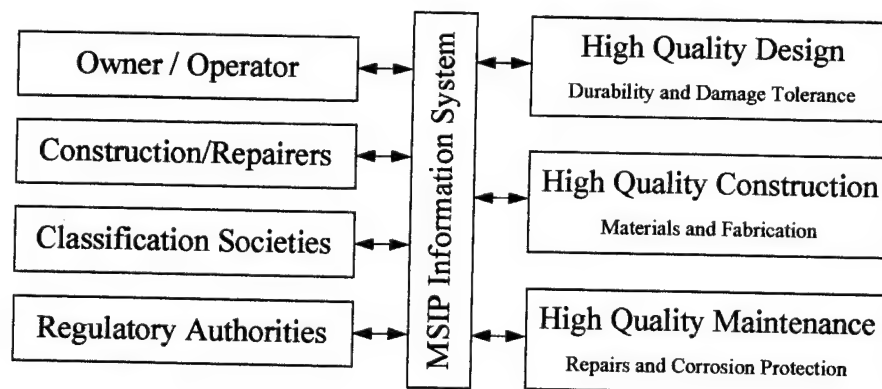 Owner / Operator
Construction/Repairers
Classification Societies
Regulatory Authorities
MSIP Information System
High Quality Design
Durability and Damage Tolerance
High Quality Construction
Materials and Fabrication
High Quality Maintenance
Repairs and Corrosion Protection